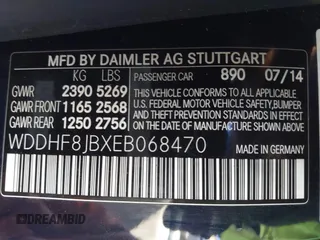 MFD BY DAIMLER AG STUTTGART
KG LBS PASSENGER CAR 890 07/14
GVWR 2390 5269 THIS VEHICLE CONFORMS TO ALL
GAWR FRONT 1165 2568
GAWR REAR 1250 2756
APPLICABLE U.S. FEDERAL MOTOR
VEHICLE SAFETY, BUMPER, AND
THEFT PREVENTION STANDARDS
IN EFFECT ON THE DATE OF
MANUFACTURE SHOWN ABOVE.
WDDHF8JBXEB068470
MADE IN GERMANY
DREAMBID